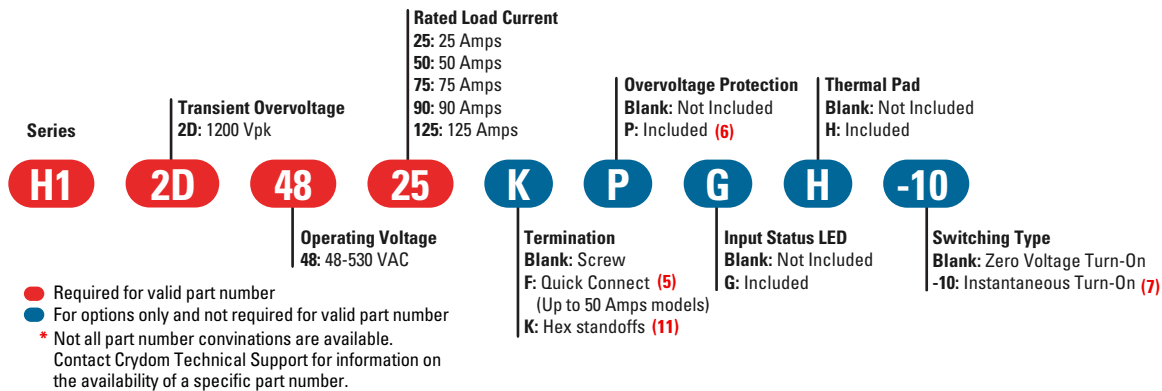 Rated Load Current
25: 25 Amps
50: 50 Amps
75: 75 Amps
90: 90 Amps
125: 125 Amps
Transient Overvoltage
2D: 1200 Vpk
Overvoltage Protection
Blank: Not Included
P: Included (6)
Thermal Pad
Blank: Not Included
H: Included
Series
H1 2D 48 25 K P G H -10
Operating Voltage
48: 48-530 VAC
Termination
Blank: Screw
F: Quick Connect (5)
(Up to 50 Amps models)
K: Hex standoffs (11)
Input Status LED
Blank: Not Included
G: Included
Switching Type
Blank: Zero Voltage Turn-On
-10: Instantaneous Turn-On (7)
Required for valid part number
For options only and not required for valid part number
* Not all part number convinations are available.
Contact Crydom Technical Support for information on
the availability of a specific part number.